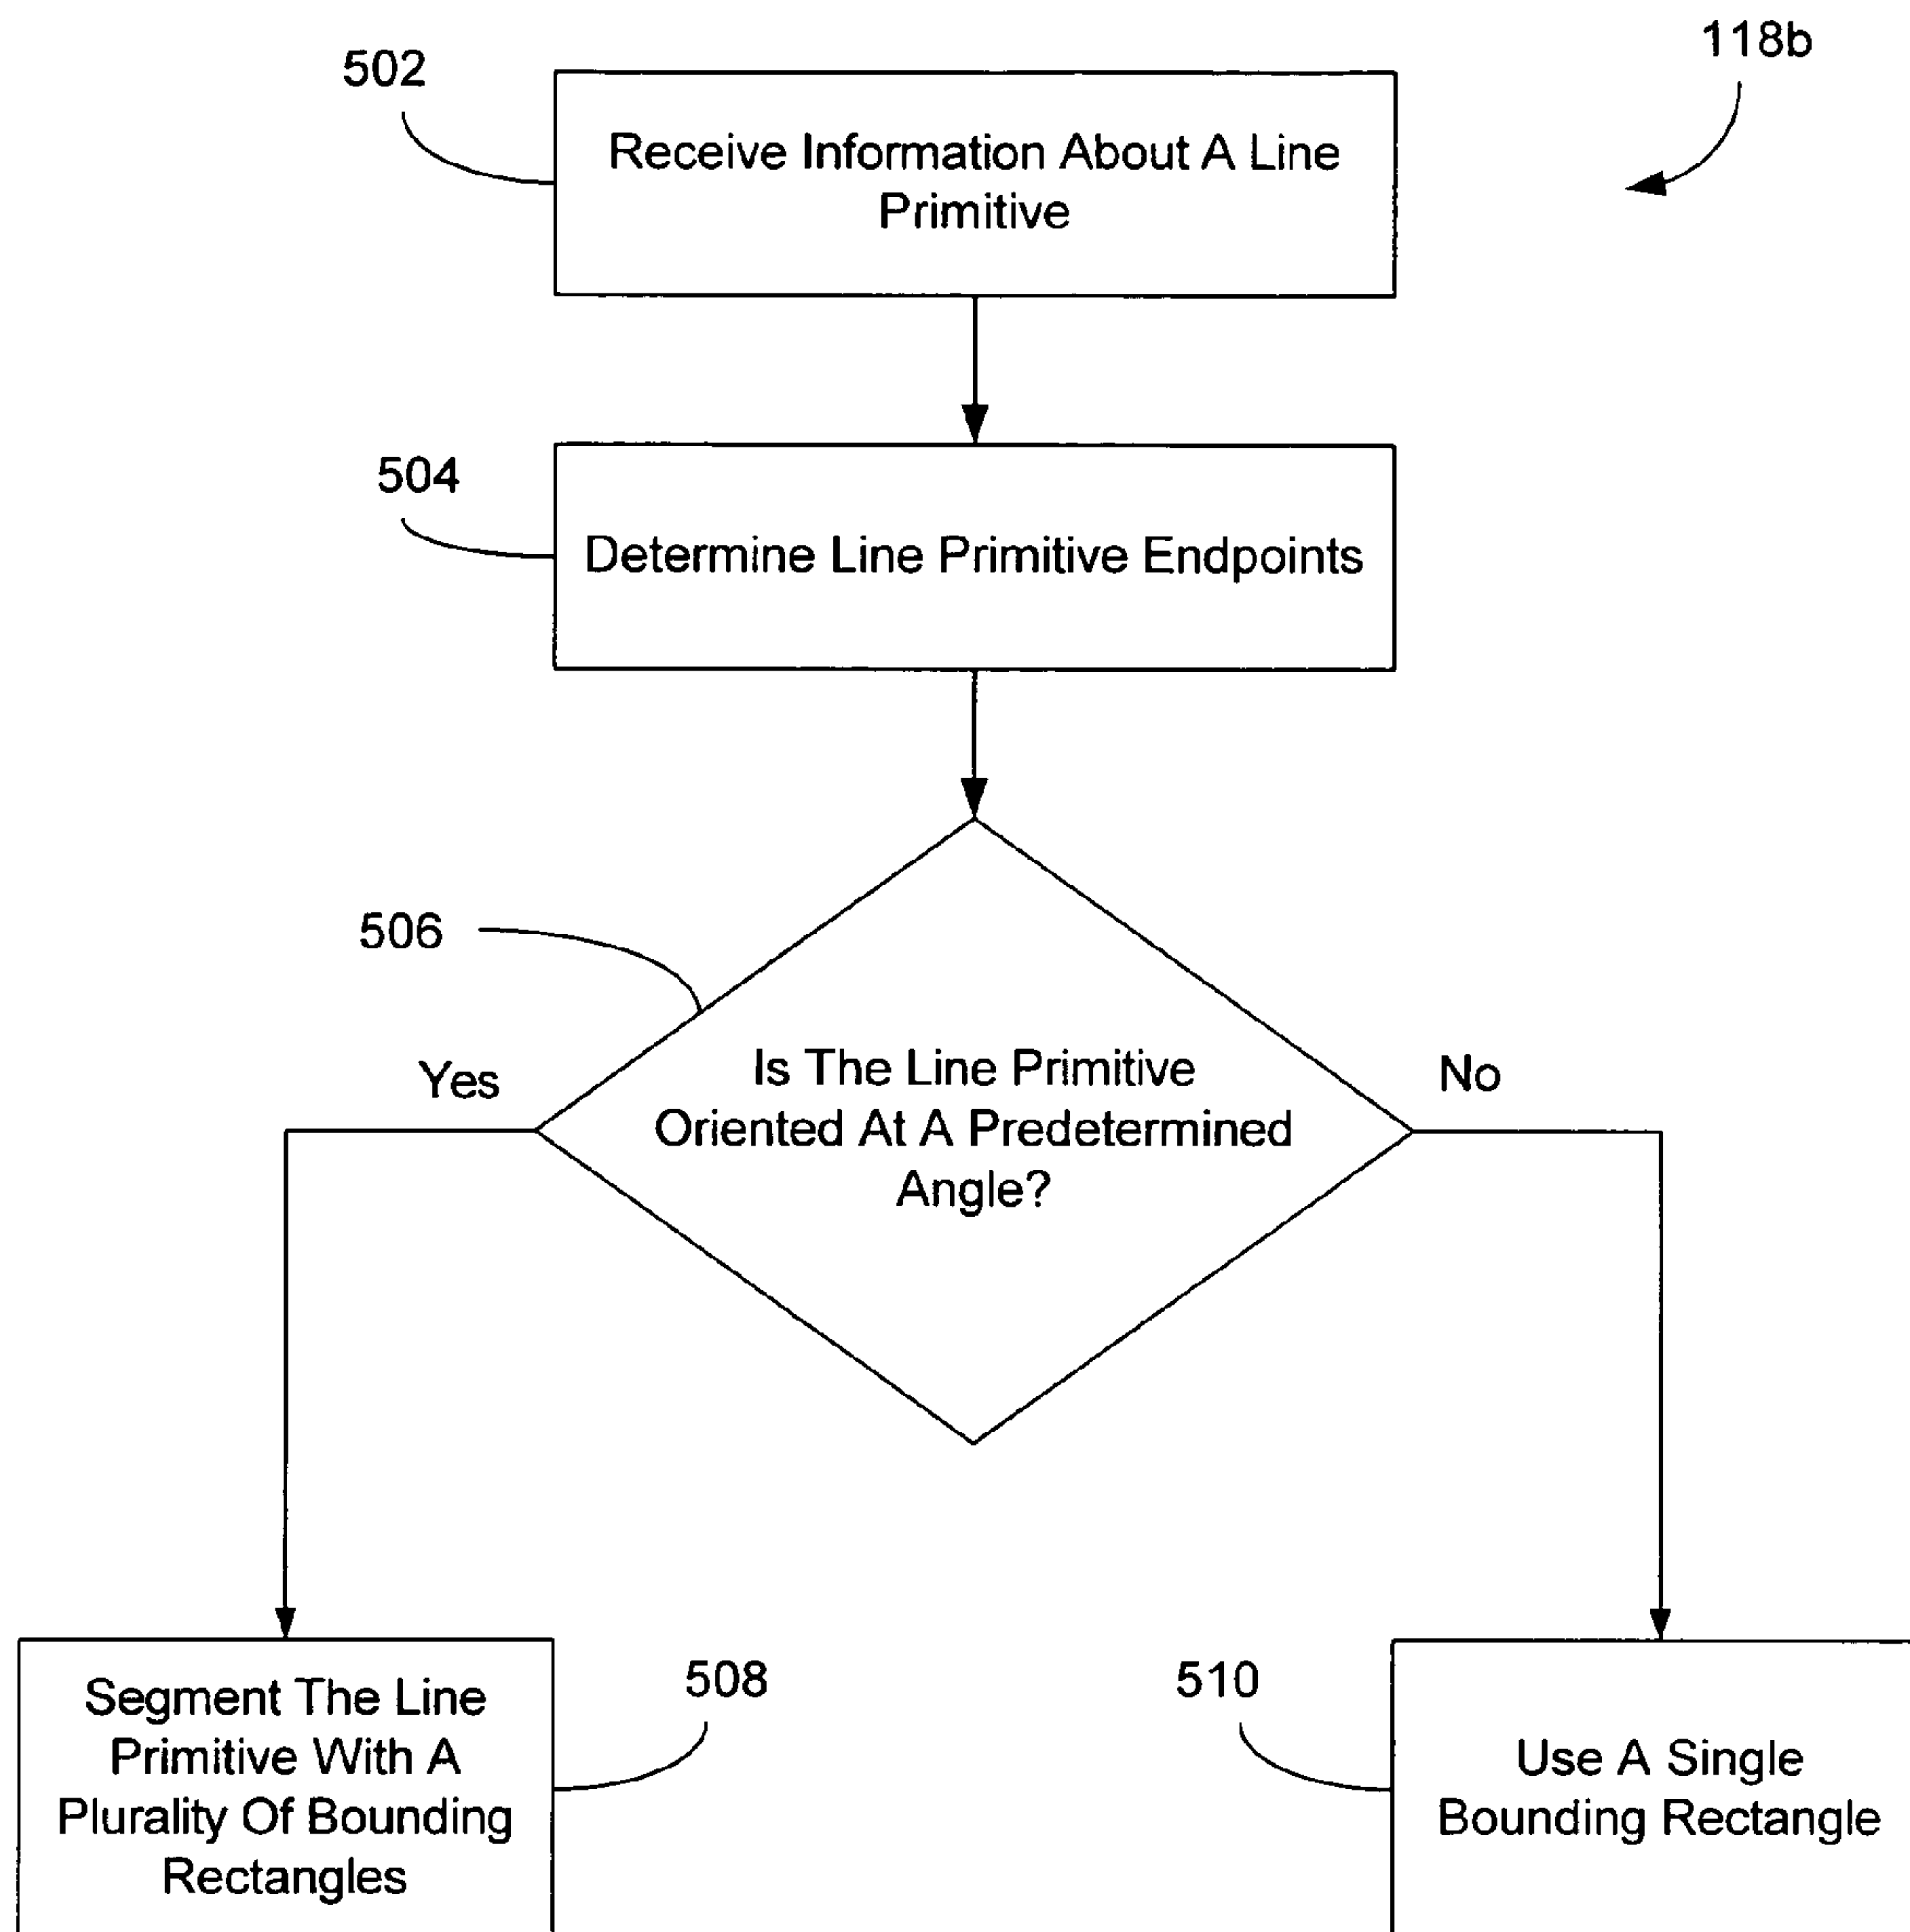 118b
502
Receive Information About A Line
Primitive
504
Determine Line Primitive Endpoints
506
Is The Line Primitive
Oriented At A Predetermined
Angle?
Yes
No
Segment The Line
Primitive With A
Plurality Of Bounding
Rectangles
508
510
Use A Single
Bounding Rectangle